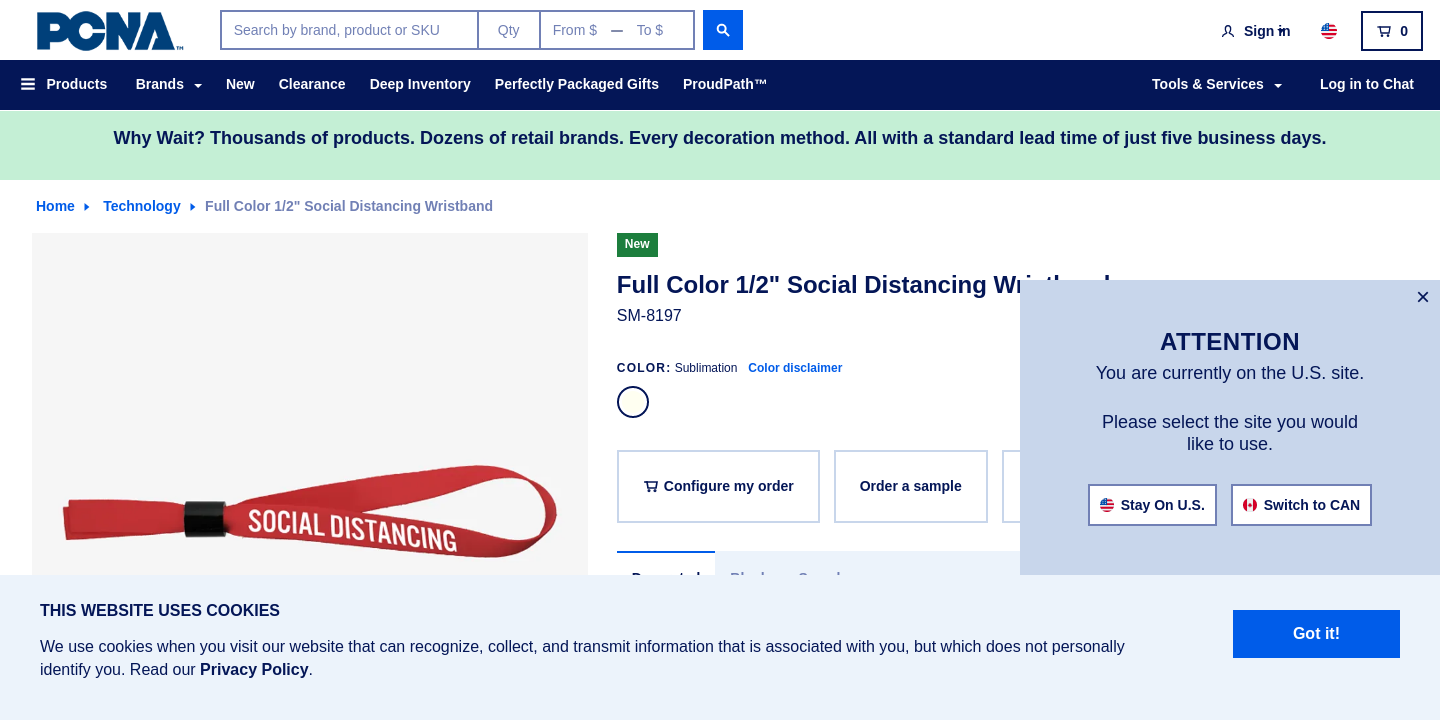 PCNA™
Search by brand, product or SKU
Qty
From $ — To $
Sign in
0
Products
Brands
New
Clearance
Deep Inventory
Perfectly Packaged Gifts
ProudPath™
Tools & Services
Log in to Chat
Why Wait? Thousands of products. Dozens of retail brands. Every decoration method. All with a standard lead time of just five business days.
Home
Technology
Full Color 1/2" Social Distancing Wristband
New
Full Color 1/2" Social Distancing Wristband
SM-8197
COLOR: Sublimation Color disclaimer
Configure my order
Order a sample
SOCIAL DISTANCING
×
ATTENTION
You are currently on the U.S. site.
Please select the site you would
like to use.
Stay On U.S.
Switch to CAN
THIS WEBSITE USES COOKIES
We use cookies when you visit our website that can recognize, collect, and transmit information that is associated with you, but which does not personally
identify you. Read our Privacy Policy.
Got it!